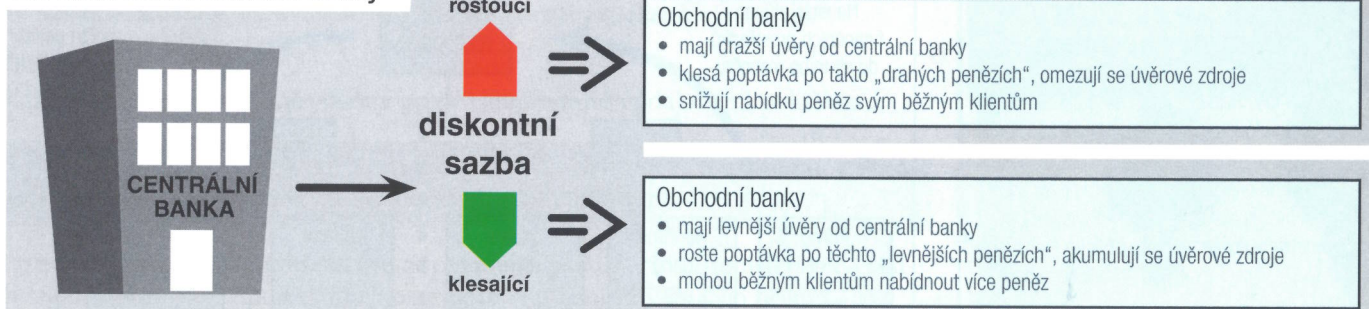 rostoucí
Obchodní banky
• mají dražší úvěry od centrální banky
• klesá poptávka po takto „drahých penězích“, omezují se úvěrové zdroje
• snižují nabídku peněz svým běžným klientům
diskontní
sazba
CENTRÁLNÍ
BANKA
Obchodní banky
• mají levnější úvěry od centrální banky
• roste poptávka po těchto „levnějších penězích“, akumulují se úvěrové zdroje
• mohou běžným klientům nabídnout více peněz
klesající